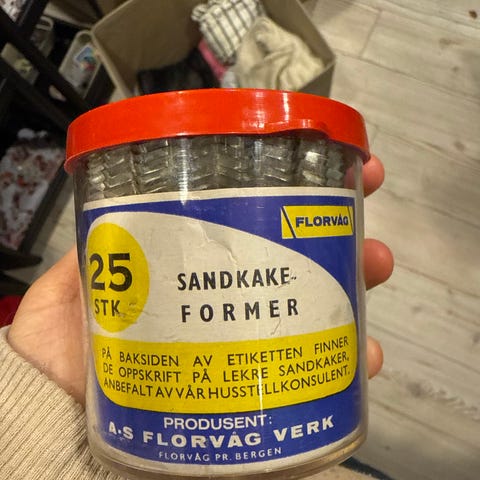 FLORVÅG
25
STK.
SANDKAKE-
FORMER
PÅ BAKSIDEN AV ETIKETTEN FINNER
DE OPPSKRIFT PÅ LEKRE SANDKAKER,
ANBEFALT AV VÅR HUSSTELLKONSULENT.
PRODUSENT:
A-S FLORVÅG VERK
FLORVÅG PR. BERGEN